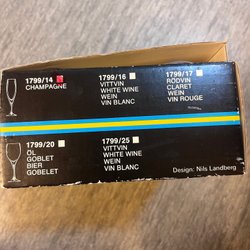 1799/14
CHAMPAGNE
1799/16
VITTVIN
WHITE WINE
WEIN
VIN BLANC
1799/17
RÖDVIN
CLARET
WEIN
VIN ROUGE
1799/20
ÖL
GOBLET
BIER
GOBELET
1799/25
VITTVIN
WHITE WINE
WEIN
VIN BLANC
Design: Nils Landberg